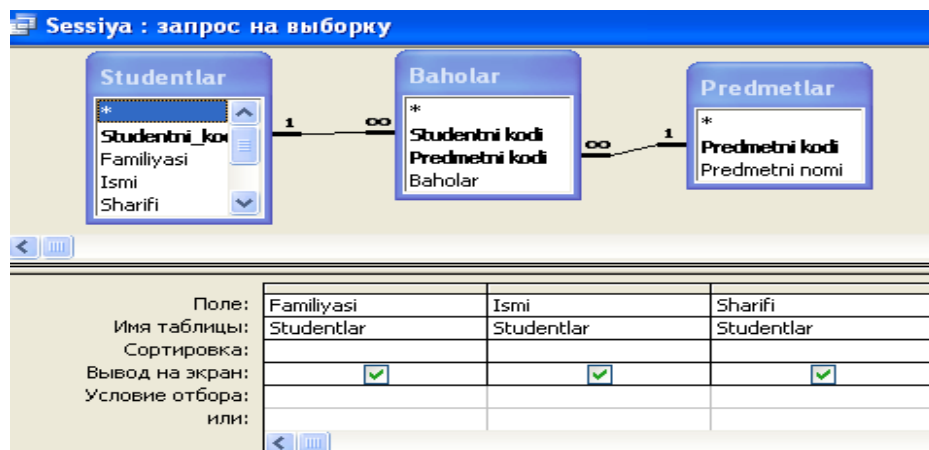 Sessiya : запрос на выборку
Studentlar
*
Studentni_ko
Familiyasi
Ismi
Sharifi
1
∞
Baholar
*
Studentni kodi
Predmetni kodi
Baholar
∞
1
Predmetlar
*
Predmetni kodi
Predmetni nomi
Поле: Familiyasi Ismi Sharifi
Имя таблицы: Studentlar Studentlar Studentlar
Сортировка:
Вывод на экран:
Условие отбора:
или: